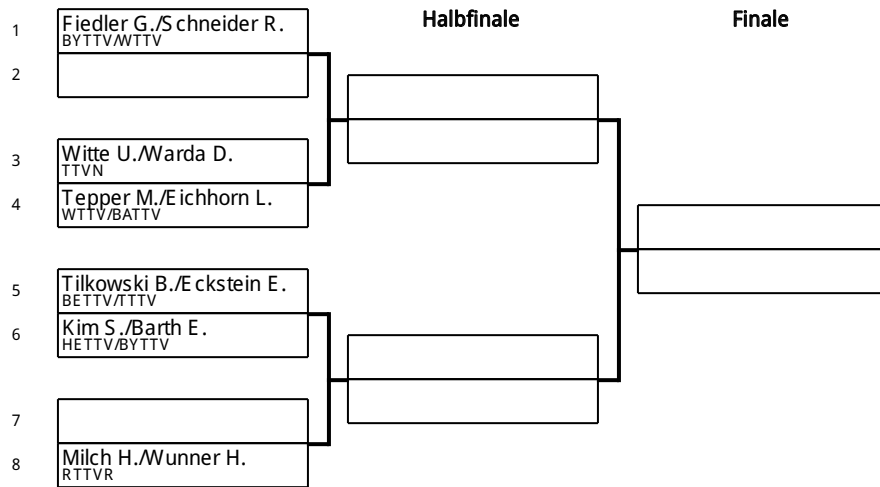 Halbfinale
Finale
1
Fiedler G./Schneider R.
BYTTV/WTTV
2
3
Witte U./Warda D.
TTVN
4
Tepper M./Eichhorn L.
WTTV/BATTV
5
Tilkowski B./Eckstein E.
BETTV/TTTV
6
Kim S./Barth E.
HETTV/BYTTV
7
8
Milch H./Wunner H.
RTTVR